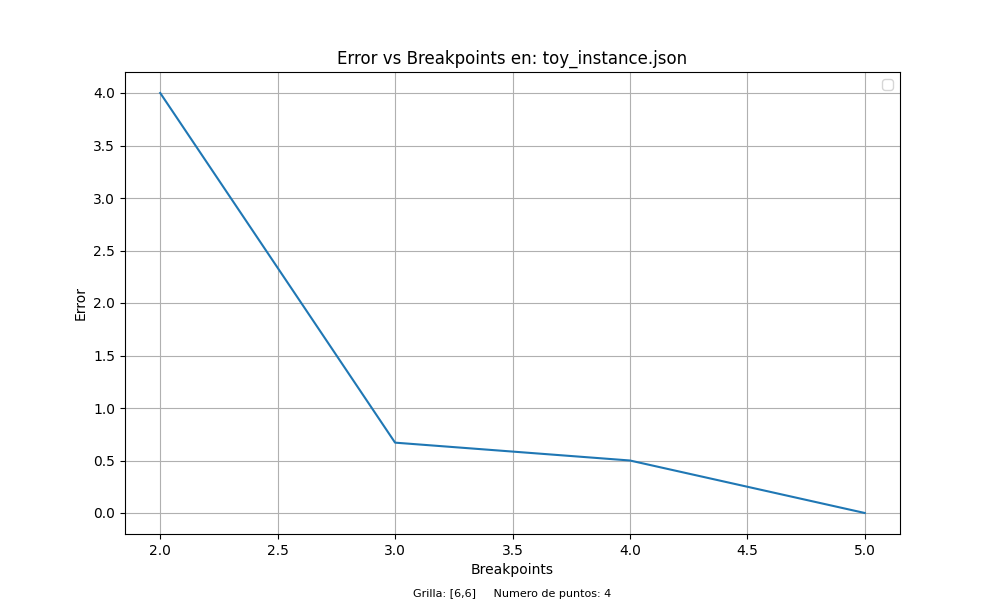 Error vs Breakpoints en: toy_instance.json
4.0
3.5
3.0
2.5
2.0
1.5
1.0
0.5
0.0
Error
2.0 2.5 3.0 3.5 4.0 4.5 5.0
Breakpoints
Grilla: [6,6] Numero de puntos: 4